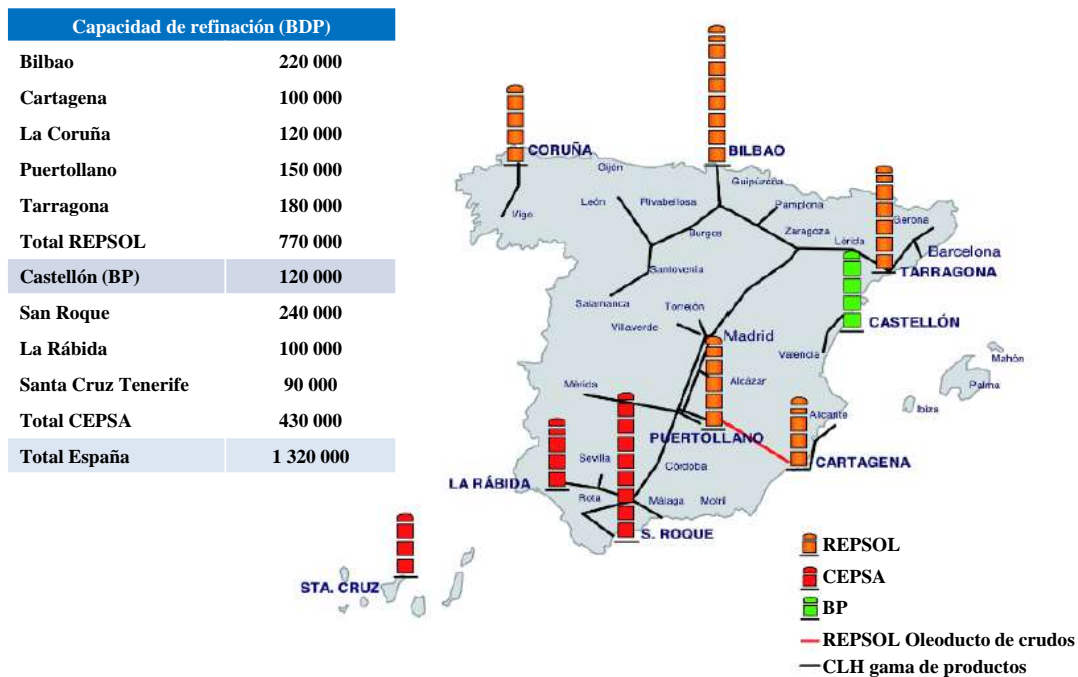 Capacidad de refinación (BDP)
Bilbao 220 000
Cartagena 100 000
La Coruña 120 000
Puertollano 150 000
Tarragona 180 000
Total REPSOL 770 000
Castellón (BP) 120 000
San Roque 240 000
La Rábida 100 000
Santa Cruz Tenerife 90 000
Total CEPSA 430 000
Total España 1 320 000
CORUÑA
BILBAO
Gijón
Guipúzcoa
Vigo
León
Rivabellosa
Pamplona
Burgos
Zaragoza
Lérida
Gerona
Barcelona
TARRAGONA
Santovenia
Salamanca
Torrejón
Villaverde
Madrid
CASTELLÓN
Valencia
Mahón
Palma
Ibiza
Mérida
Alcázar
Alicante
PUERTOLLANO
CARTAGENA
Sevilla
Córdoba
LA RÁBIDA
Rota
Málaga
Motril
S. ROQUE
STA. CRUZ
REPSOL
CEPSA
BP
REPSOL Oleoducto de crudos
CLH gama de productos